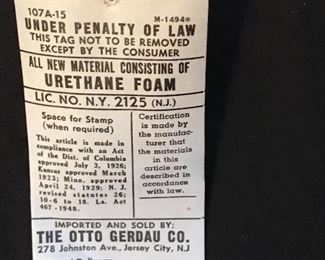 107A-15 M-1494*
UNDER PENALTY OF LAW
THIS TAG NOT TO BE REMOVED
EXCEPT BY THE CONSUMER
ALL NEW MATERIAL CONSISTING OF
URETHANE FOAM
LIC. NO. N.Y. 2125 (N.J.)
Space for Stamp
(when required)
This article is made in
compliance with an Act
of the Dist. of Columbia
approved July 3, 1926;
Kansas approved March
1923; Minn. approved
April 24, 1929; N. J.
revised statutes 26;
10-6 to 18. La. Act
467-1948.
Certification
is made by
the manufac-
turer that
the materials
in this
article are
described in
accordance
with law.
IMPORTED AND SOLD BY:
THE OTTO GERDAU CO.
278 Johnston Ave., Jersey City, N.J